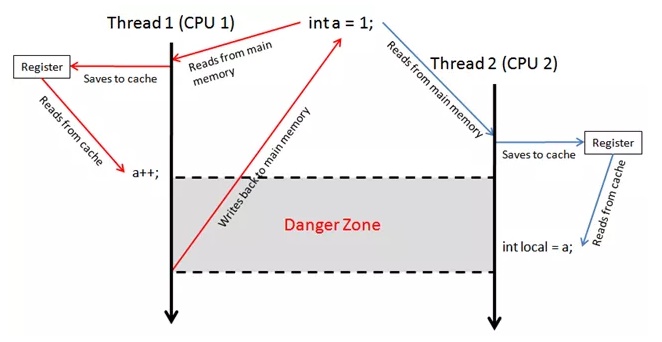 Thread 1 (CPU 1)
int a = 1;
Thread 2 (CPU 2)
Register
Saves to cache
Reads from main
memory
Reads from main memory
Reads from cache
a++;
Writes back to main memory
Saves to cache
Register
Reads from cache
Danger Zone
int local = a;